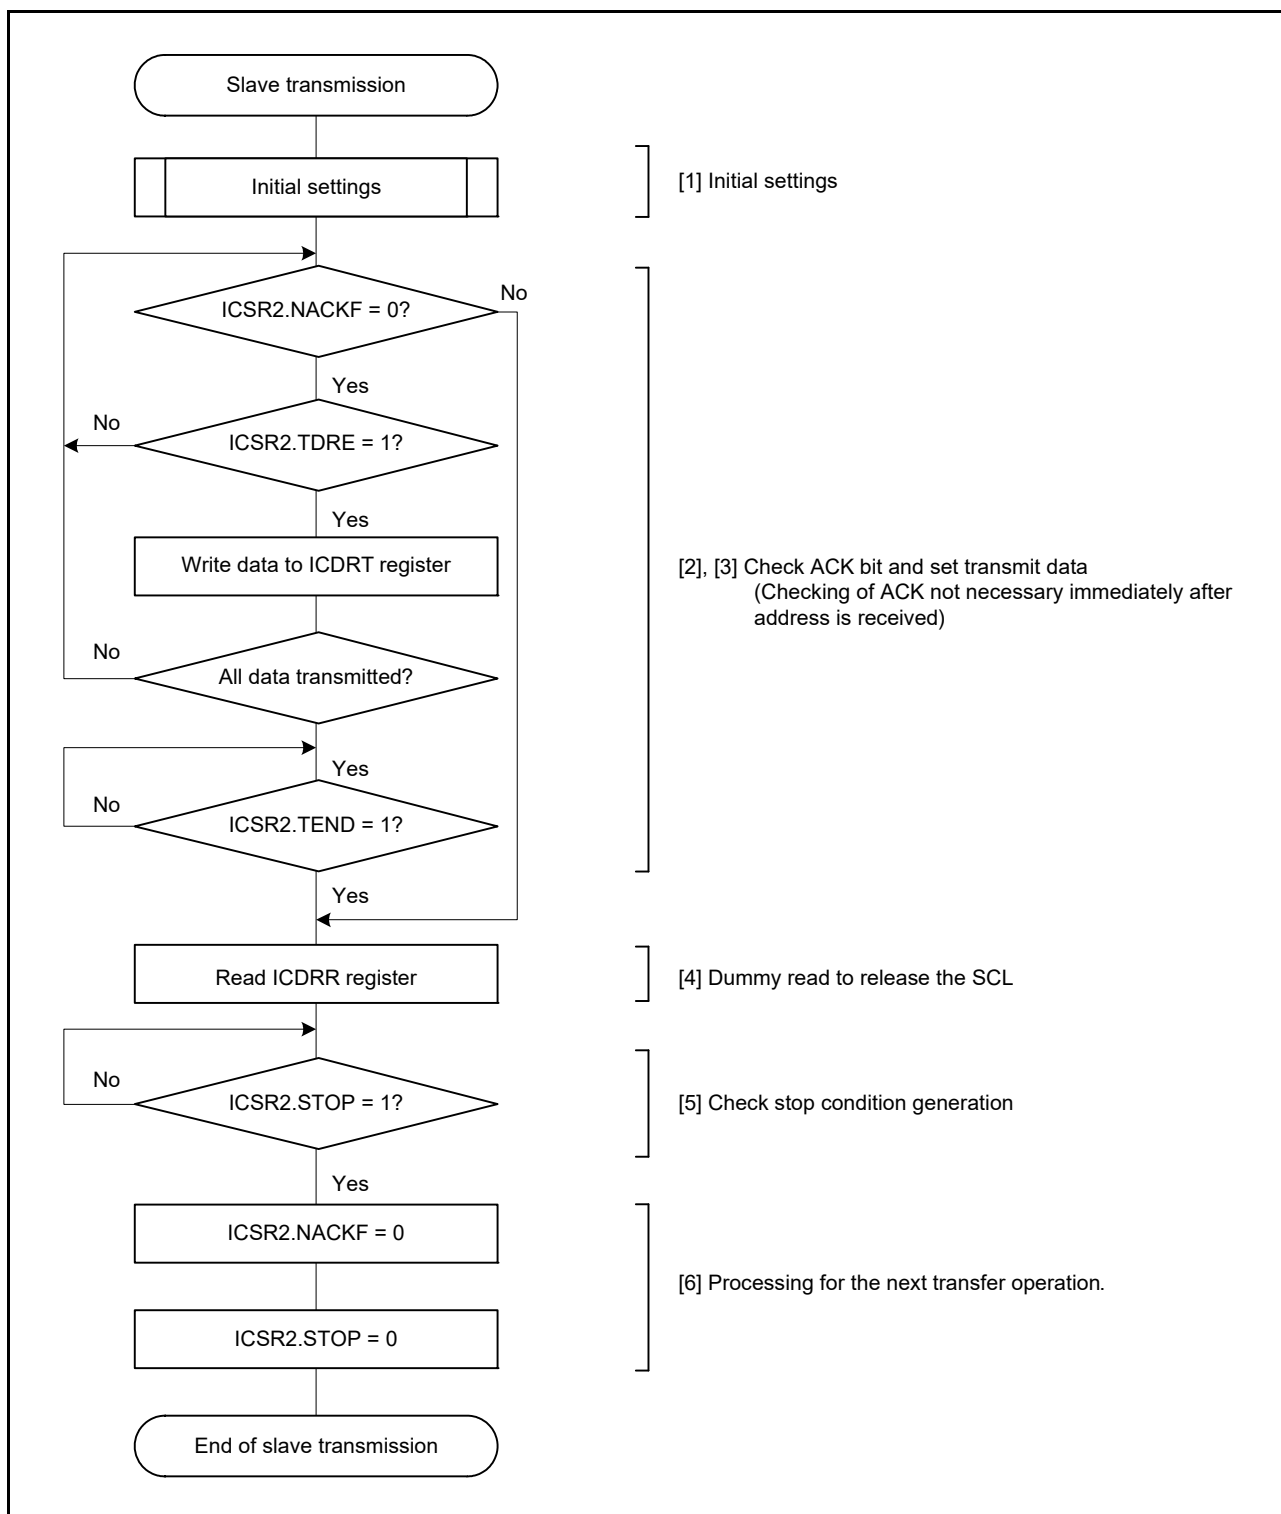 Slave transmission
Initial settings
[1] Initial settings
ICSR2.NACKF = 0?
No
Yes
No
ICSR2.TDRE = 1?
Yes
Write data to ICDRT register
[2], [3] Check ACK bit and set transmit data
(Checking of ACK not necessary immediately after
address is received)
No
All data transmitted?
Yes
No
ICSR2.TEND = 1?
Yes
Read ICDRR register
[4] Dummy read to release the SCL
No
ICSR2.STOP = 1?
[5] Check stop condition generation
Yes
ICSR2.NACKF = 0
[6] Processing for the next transfer operation.
ICSR2.STOP = 0
End of slave transmission